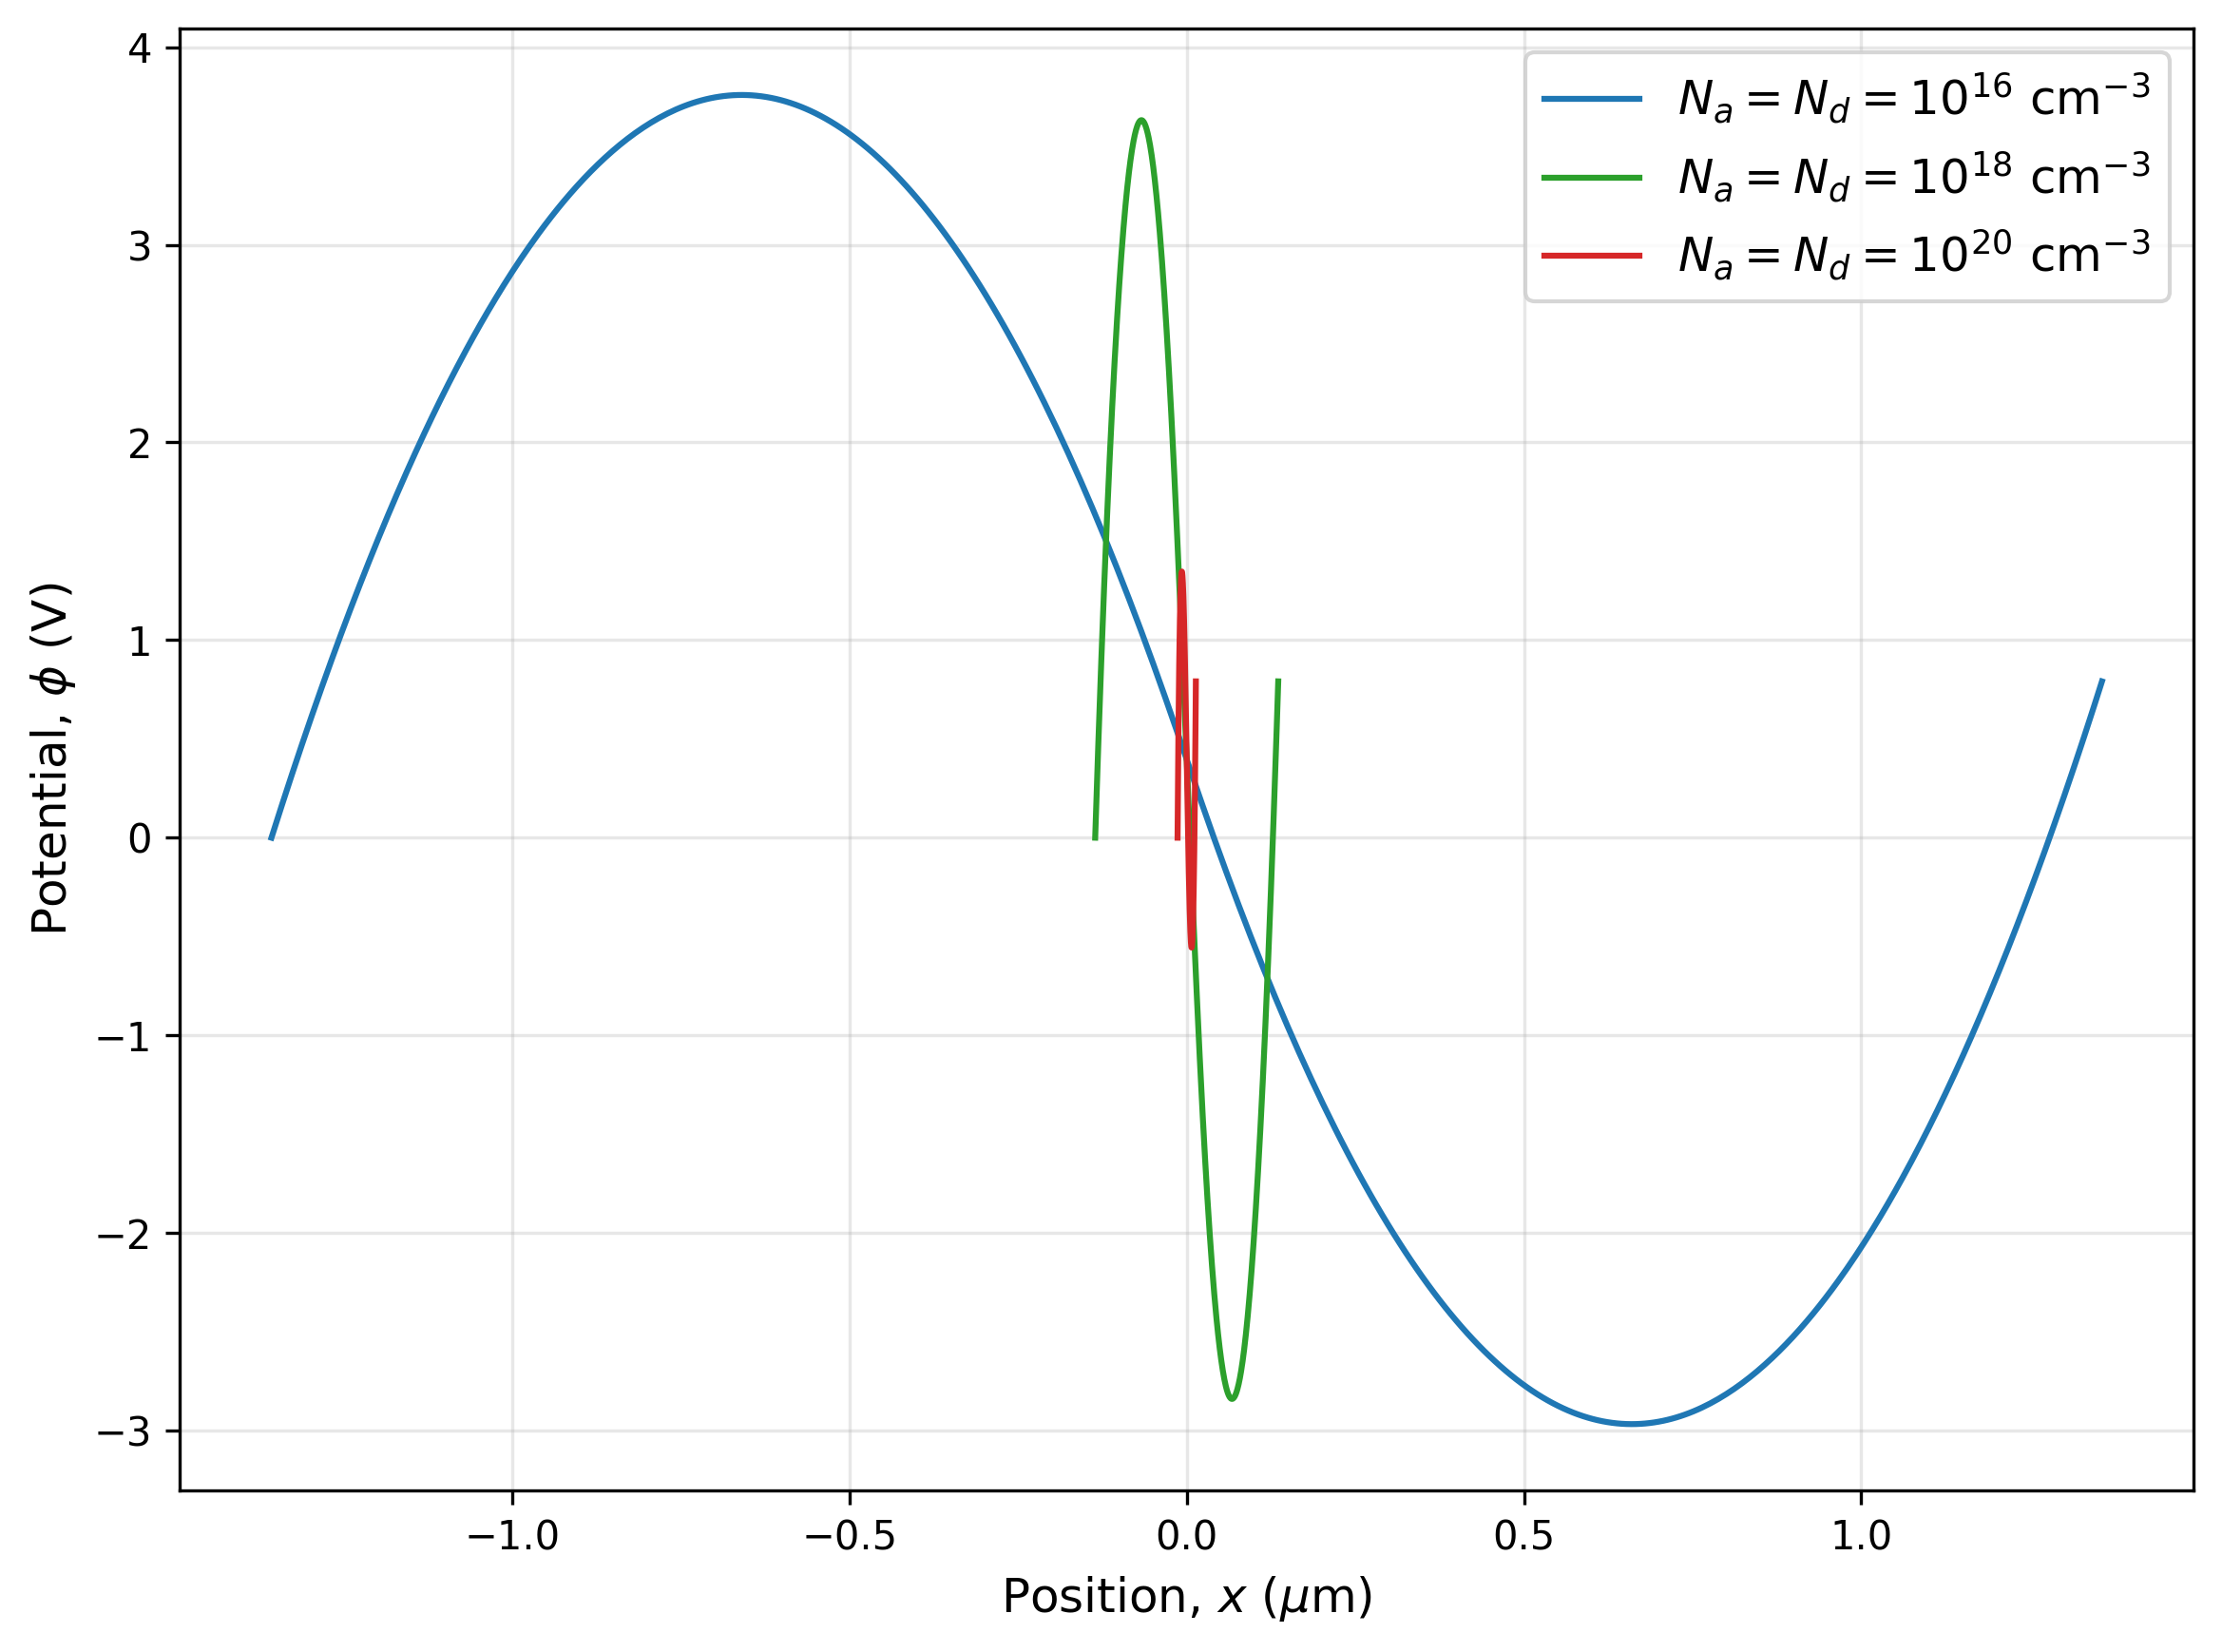 4
3
2
1
0
−1
−2
−3
Potential, ϕ (V)
N_a = N_d = 10^16 cm^−3
N_a = N_d = 10^18 cm^−3
N_a = N_d = 10^20 cm^−3
−1.0 −0.5 0.0 0.5 1.0
Position, x (μm)